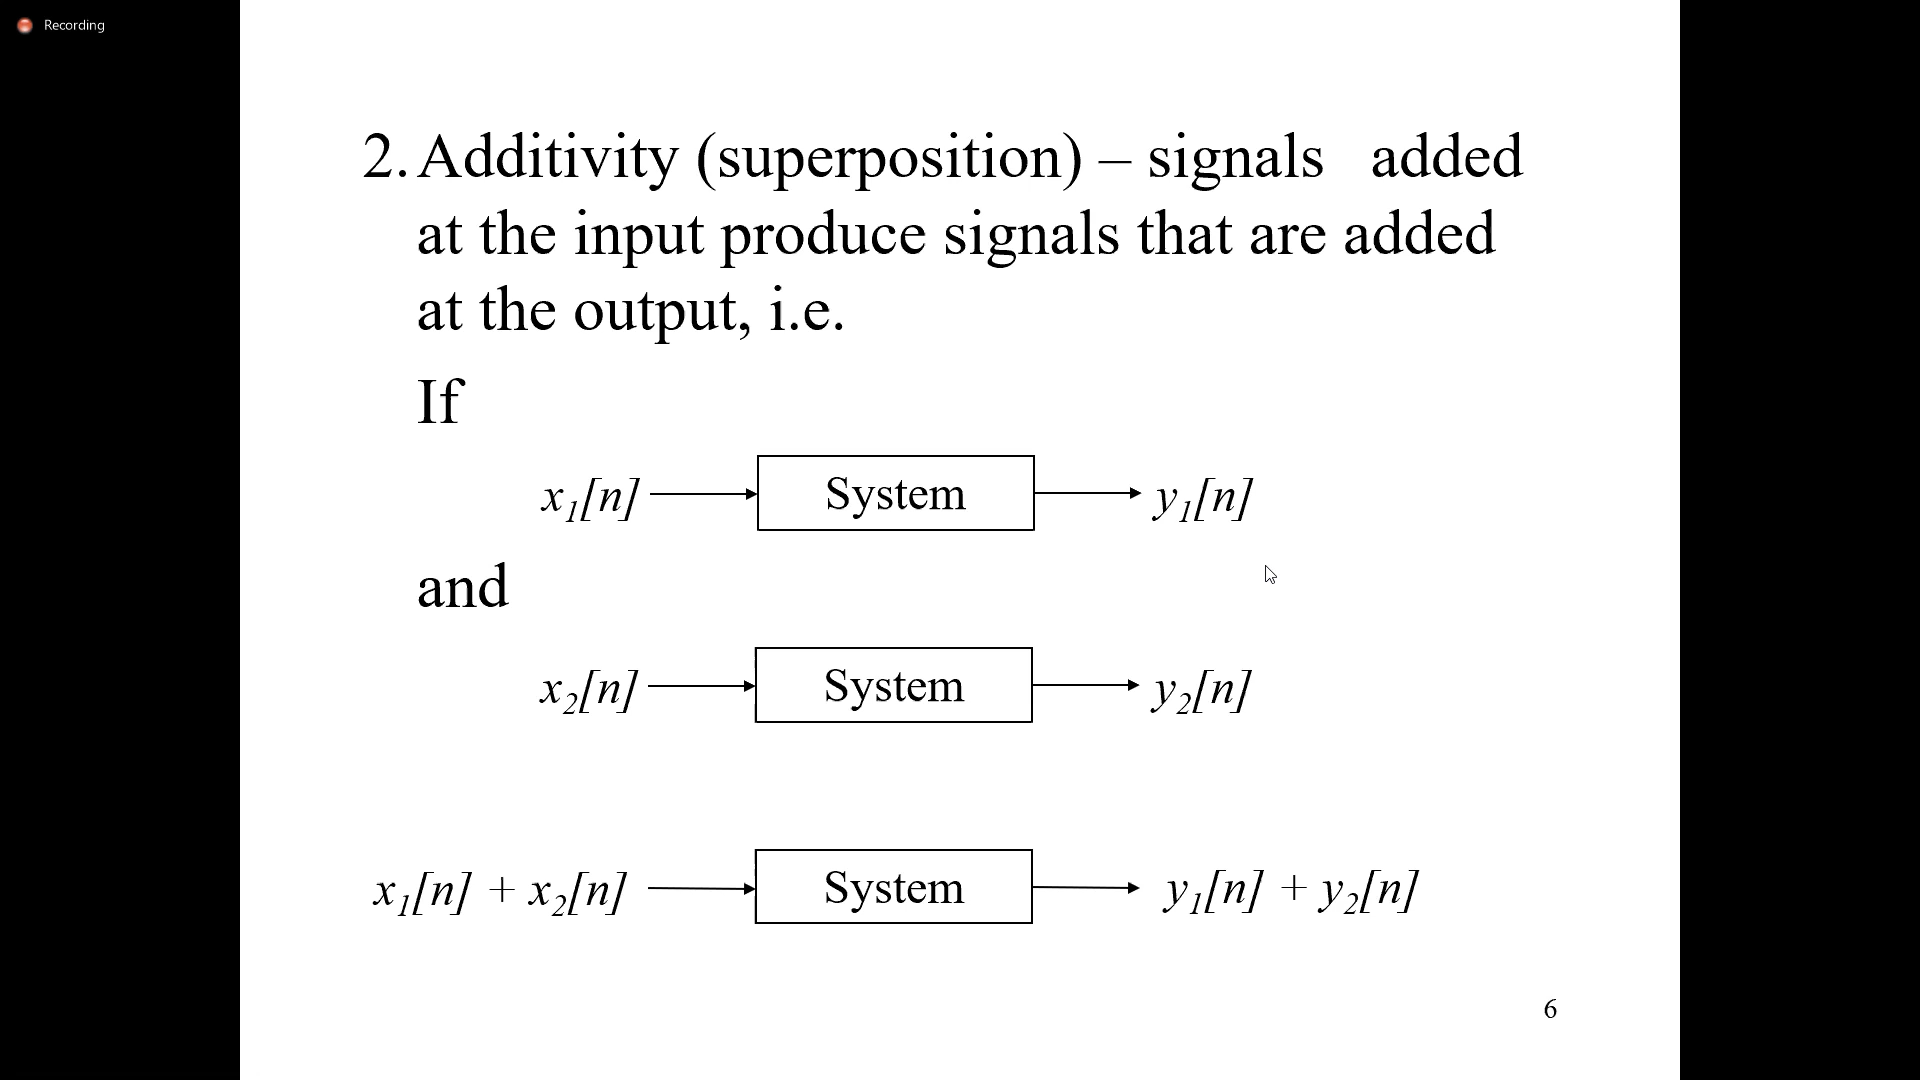 Recording
2. Additivity (superposition) – signals added
at the input produce signals that are added
at the output, i.e.
If
x₁[n] System y₁[n]
and
x₂[n] System y₂[n]
x₁[n] + x₂[n] System y₁[n] + y₂[n]
6